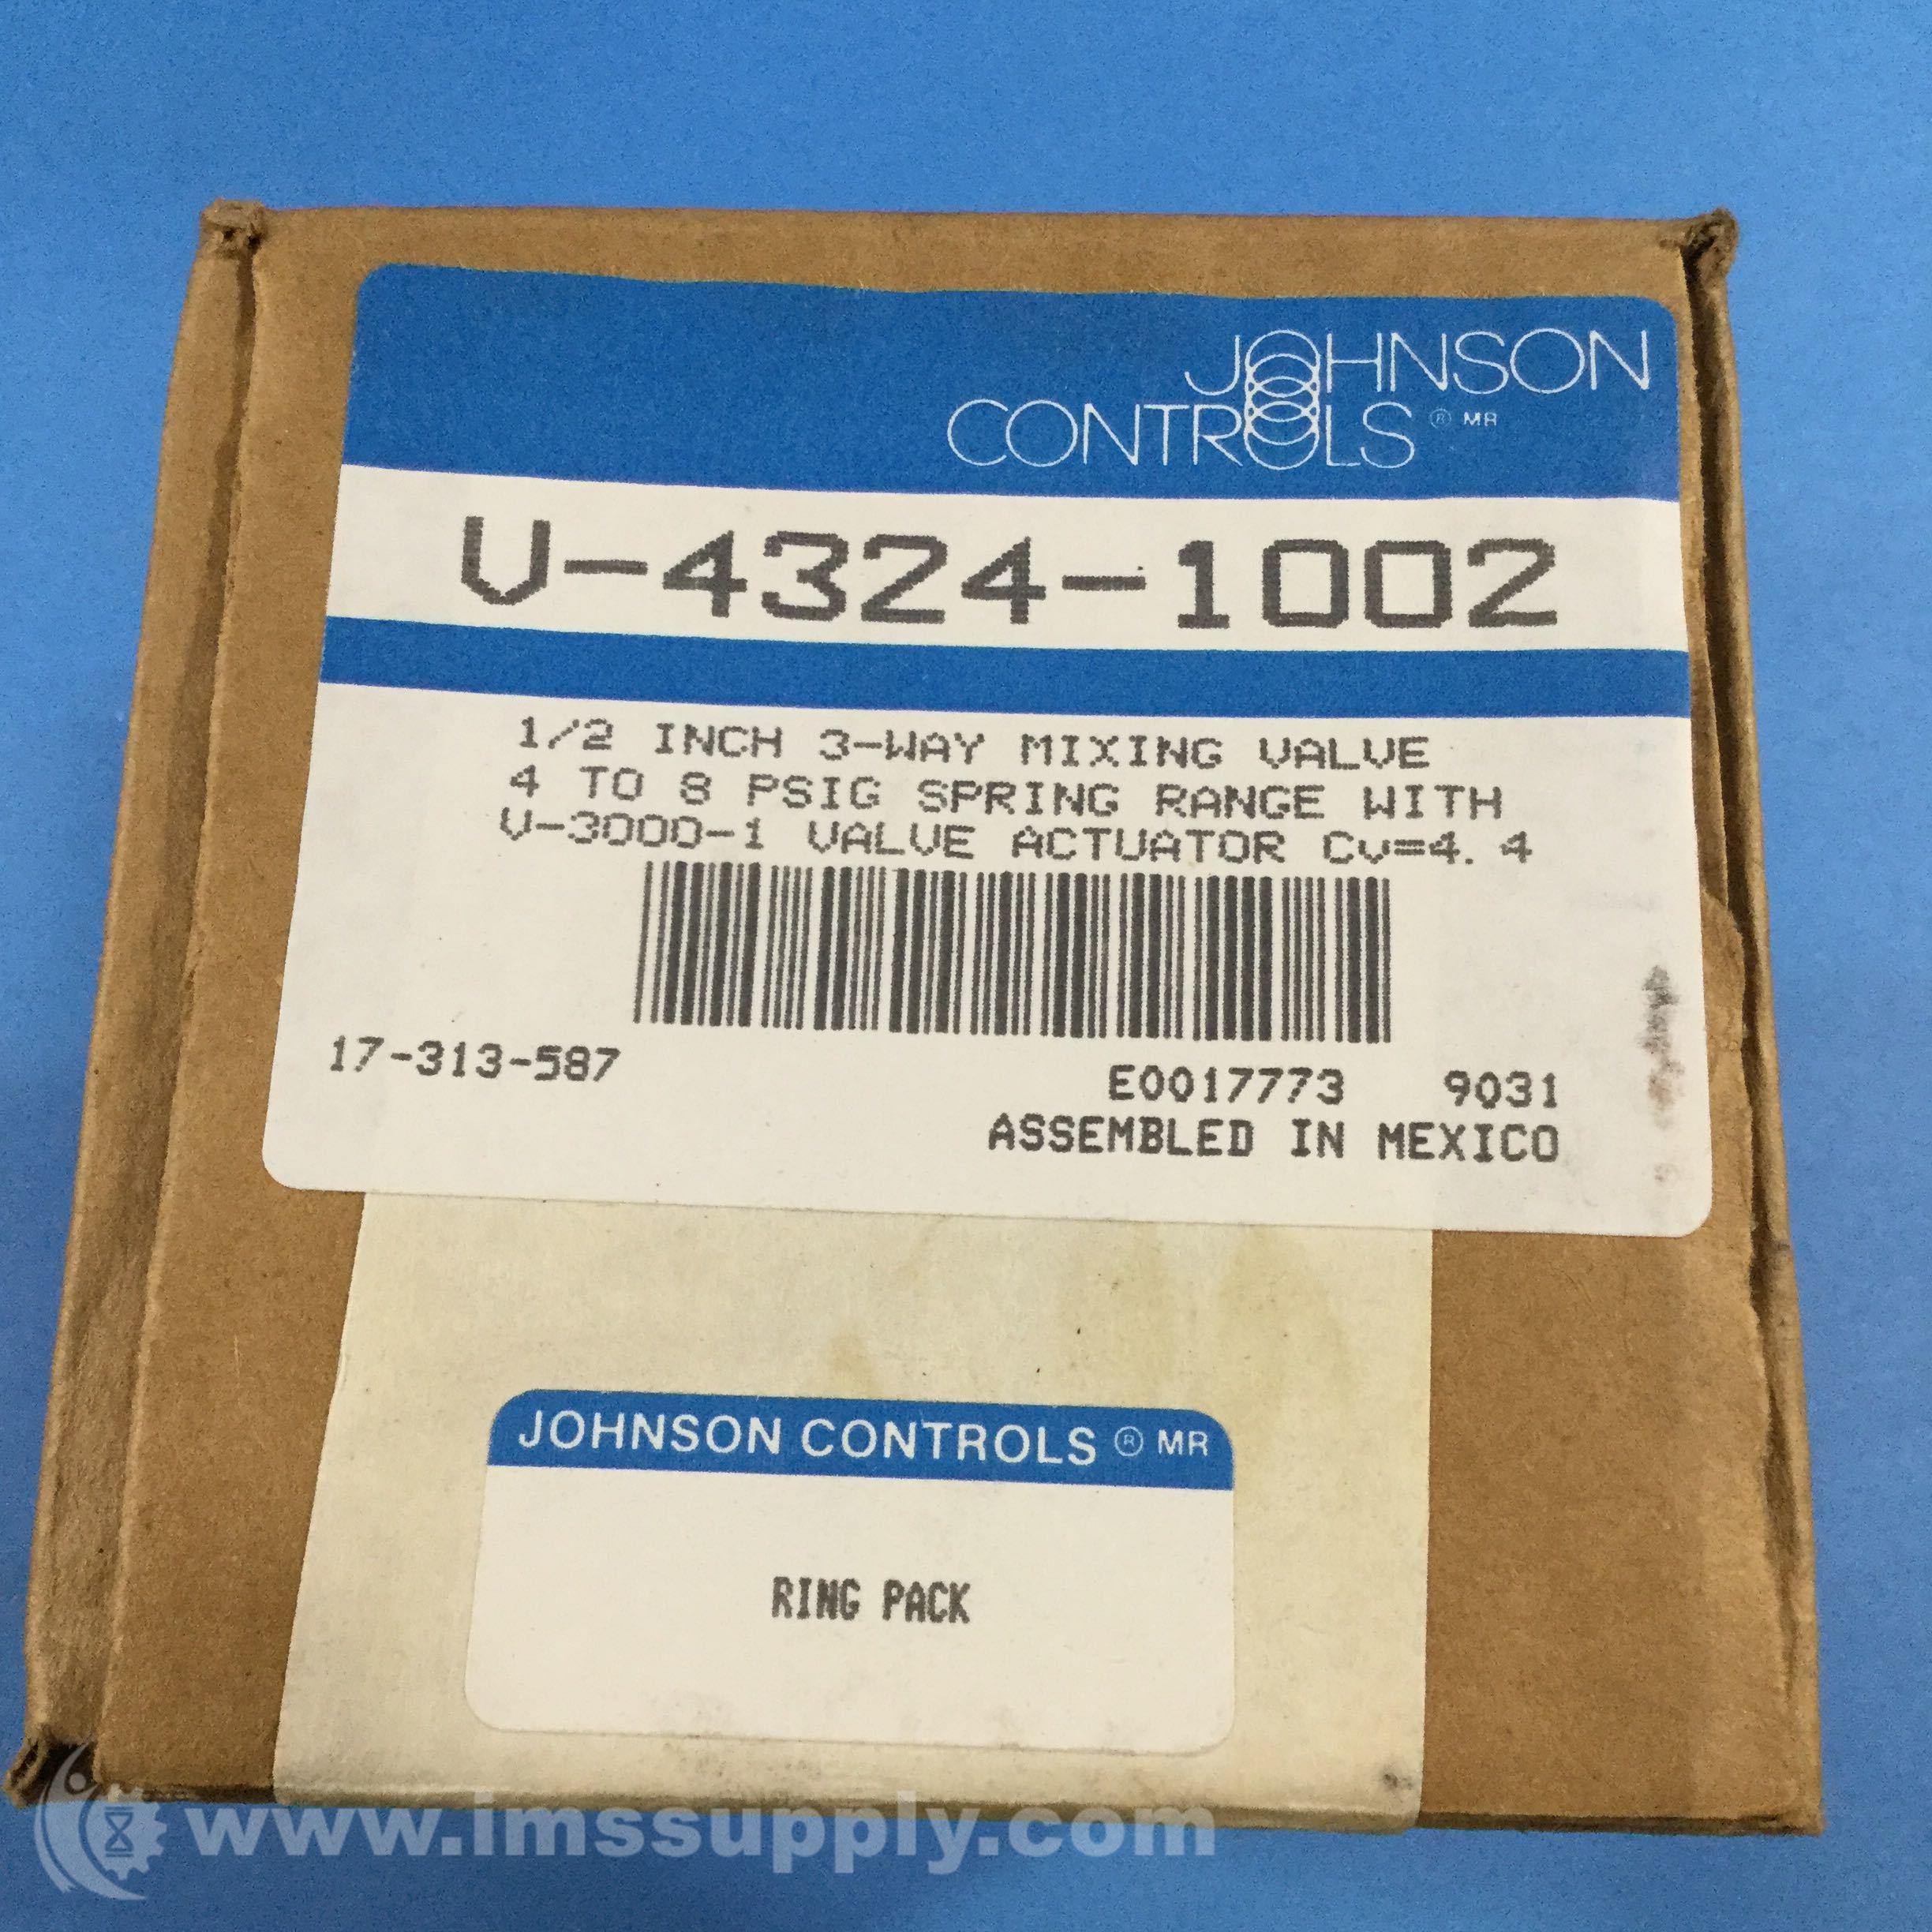 JOHNSON
CONTROLS ® MR
V-4324-1002
1/2 INCH 3-WAY MIXING VALVE
4 TO 8 PSIG SPRING RANGE WITH
V-3000-1 VALVE ACTUATOR Cv=4.4
17-313-587
E0017773 9031
ASSEMBLED IN MEXICO
JOHNSON CONTROLS ® MR
RING PACK
www.imssupply.com